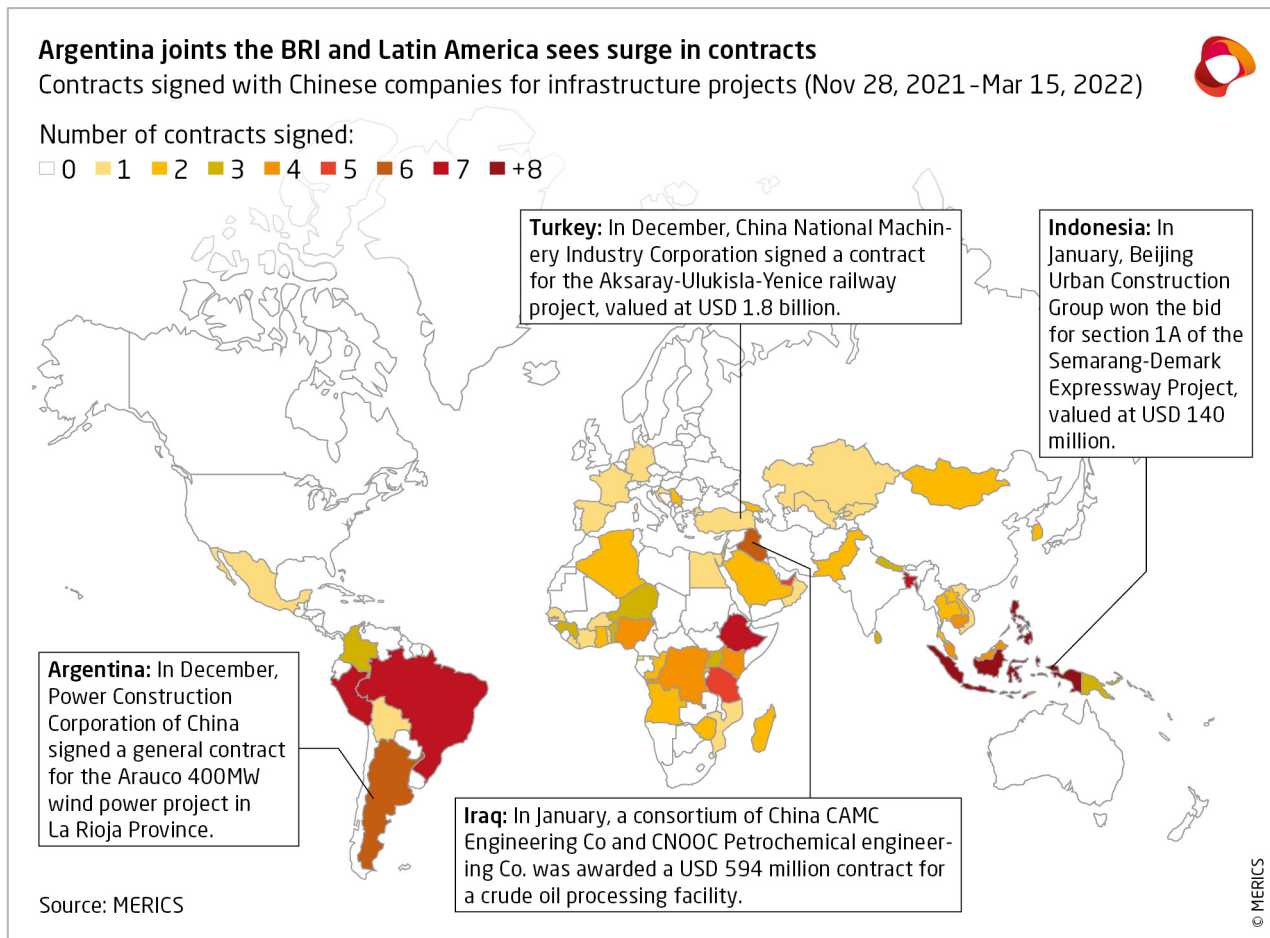 Argentina joints the BRI and Latin America sees surge in contracts
Contracts signed with Chinese companies for infrastructure projects (Nov 28, 2021–Mar 15, 2022)
Number of contracts signed:
0 1 2 3 4 5 6 7 +8
Turkey: In December, China National Machin-
ery Industry Corporation signed a contract
for the Aksaray-Ulukisla-Yenice railway
project, valued at USD 1.8 billion.
Indonesia: In
January, Beijing
Urban Construction
Group won the bid
for section 1A of the
Semarang-Demark
Expressway Project,
valued at USD 140
million.
Argentina: In December,
Power Construction
Corporation of China
signed a general contract
for the Arauco 400MW
wind power project in
La Rioja Province.
Iraq: In January, a consortium of China CAMC
Engineering Co and CNOOC Petrochemical engineer-
ing Co. was awarded a USD 594 million contract for
a crude oil processing facility.
Source: MERICS
© MERICS